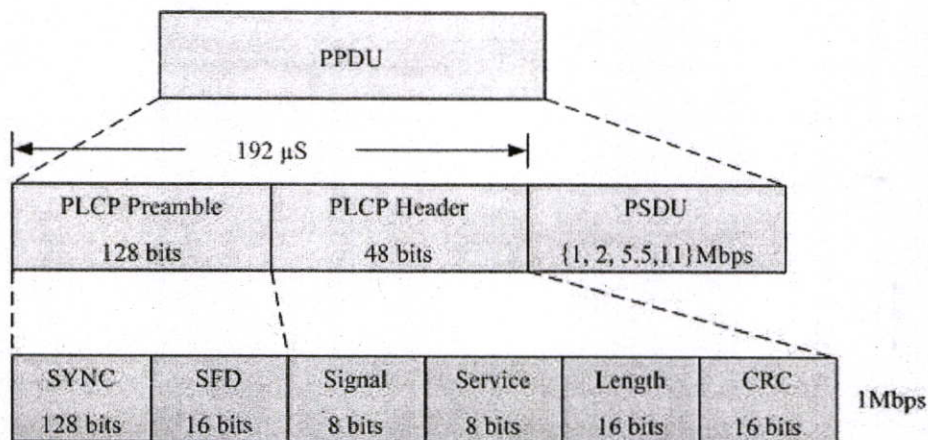 PPDU
192 μS
PLCP Preamble PLCP Header PSDU
128 bits 48 bits {1, 2, 5.5,11}Mbps
SYNC SFD Signal Service Length CRC
128 bits 16 bits 8 bits 8 bits 16 bits 16 bits
1Mbps